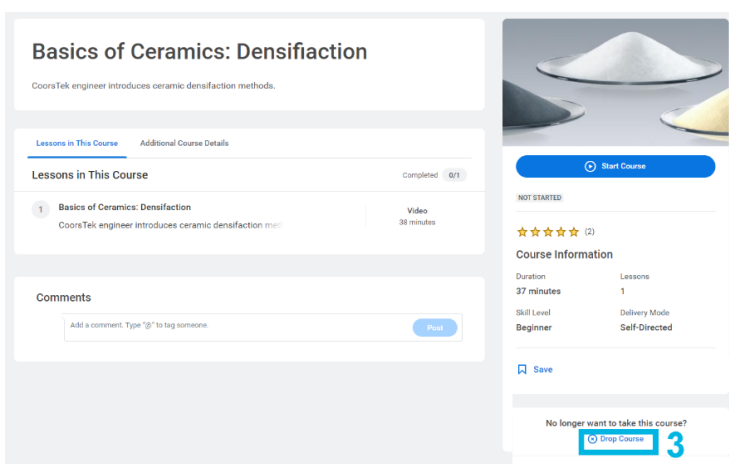 Basics of Ceramics: Densifiaction
CoorsTek engineer introduces ceramic densifaction methods.
Lessons in This Course
Additional Course Details
Lessons in This Course
Completed 0/1
1
Basics of Ceramics: Densifaction
CoorsTek engineer introduces ceramic densifaction met
Video
38 minutes
Comments
Add a comment. Type "@" to tag someone.
Post
Start Course
NOT STARTED
(2)
Course Information
Duration
Lessons
37 minutes
1
Skill Level
Delivery Mode
Beginner
Self-Directed
Save
No longer want to take this course?
Drop Course
3